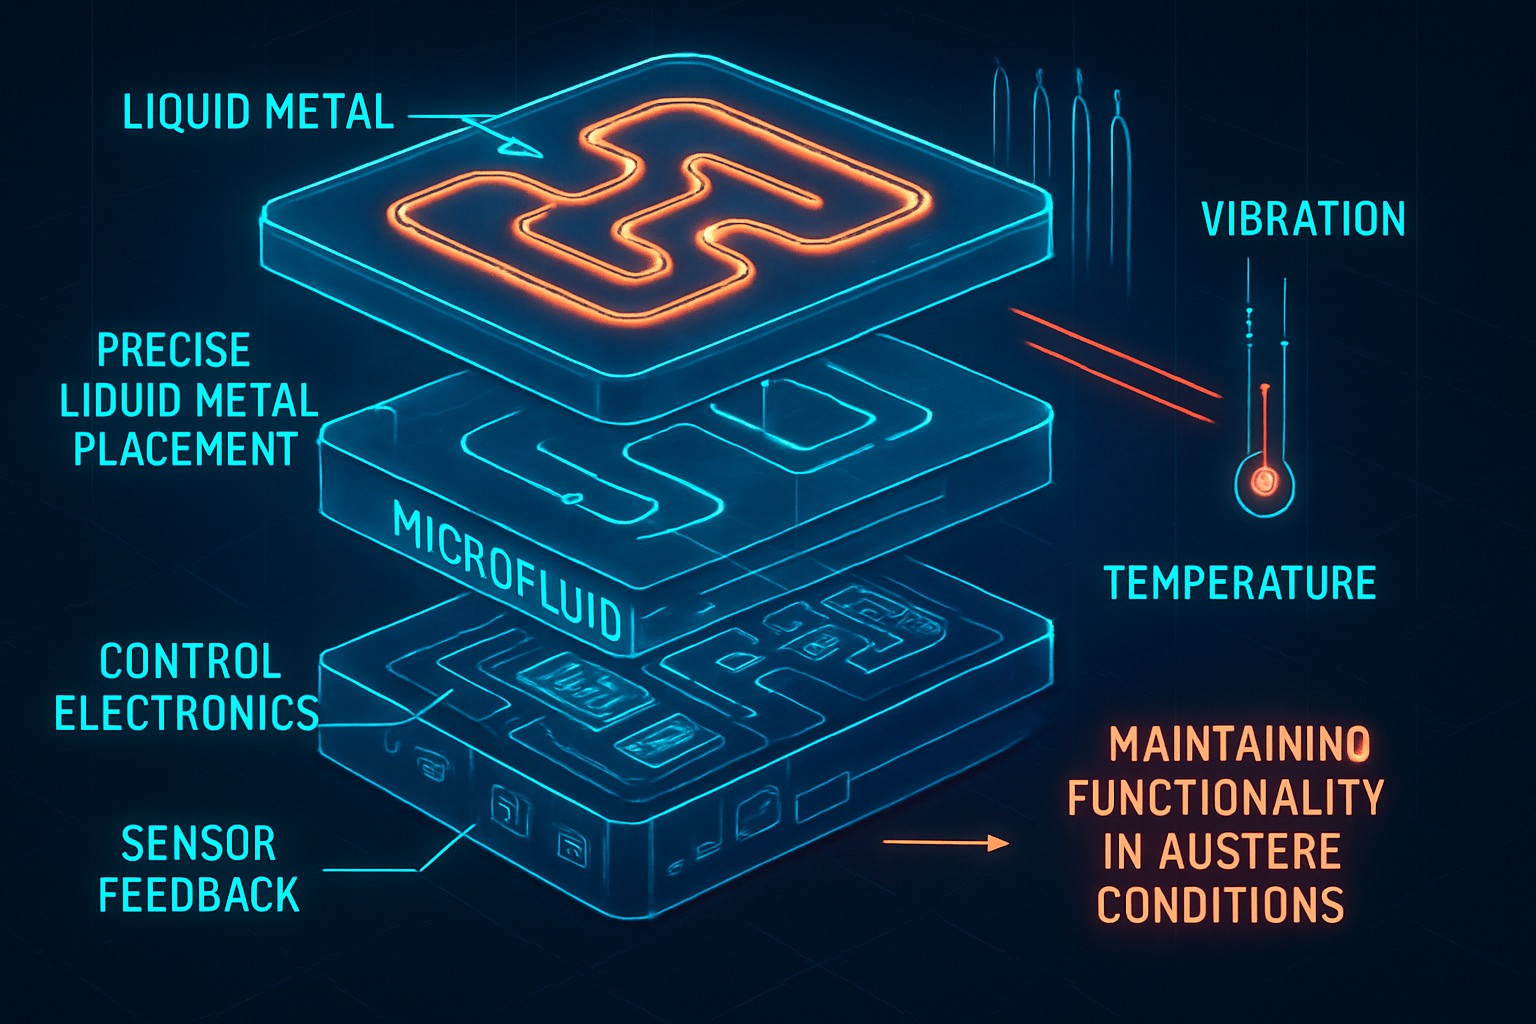 LIQUID METAL
PRECISE
LIDUID METAL
PLACEMENT
MICROFLUID
CONTROL
ELECTRONICS
SENSOR
FEEDBACK
VIBRATION
TEMPERATURE
MAINTAININO
FUNCTIONALITY
IN AUSTERE
CONDITIONS